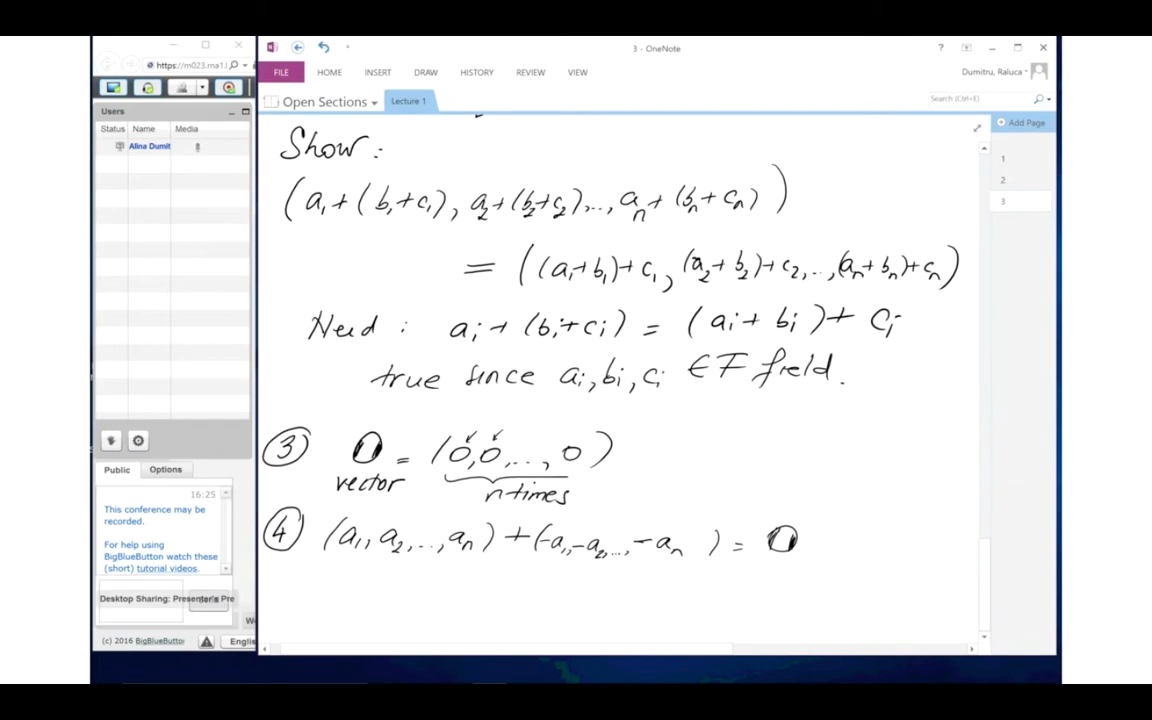 3 - OneNote
https://m023.ma1.l
FILE HOME INSERT DRAW HISTORY REVIEW VIEW
Dumitru, Raluca
Open Sections Lecture 1
Search (Ctrl+E)
Add Page
1
2
3
Users
Status Name Media
Alina Dumit
Public Options
16:25
This conference may be
recorded.
For help using
BigBlueButton watch these
(short) tutorial videos.
Desktop Sharing: Presenter's Pre
(c) 2016 BigBlueButto
Englis
Show:
(a₁+(b₁+c₁), a₂+(b₂+c₂),..., aₙ+(bₙ+cₙ))
= ((a₁+b₁)+c₁, (a₂+b₂)+c₂,..., (aₙ+bₙ)+cₙ)
Need: aᵢ+(bᵢ+cᵢ) = (aᵢ+bᵢ)+cᵢ
true since aᵢ, bᵢ, cᵢ ∈ F field.
③ 0 = (0,0,...,0)
vector n times
④ (a₁, a₂,..., aₙ)+(-a₁,-a₂,...,-aₙ) = 0